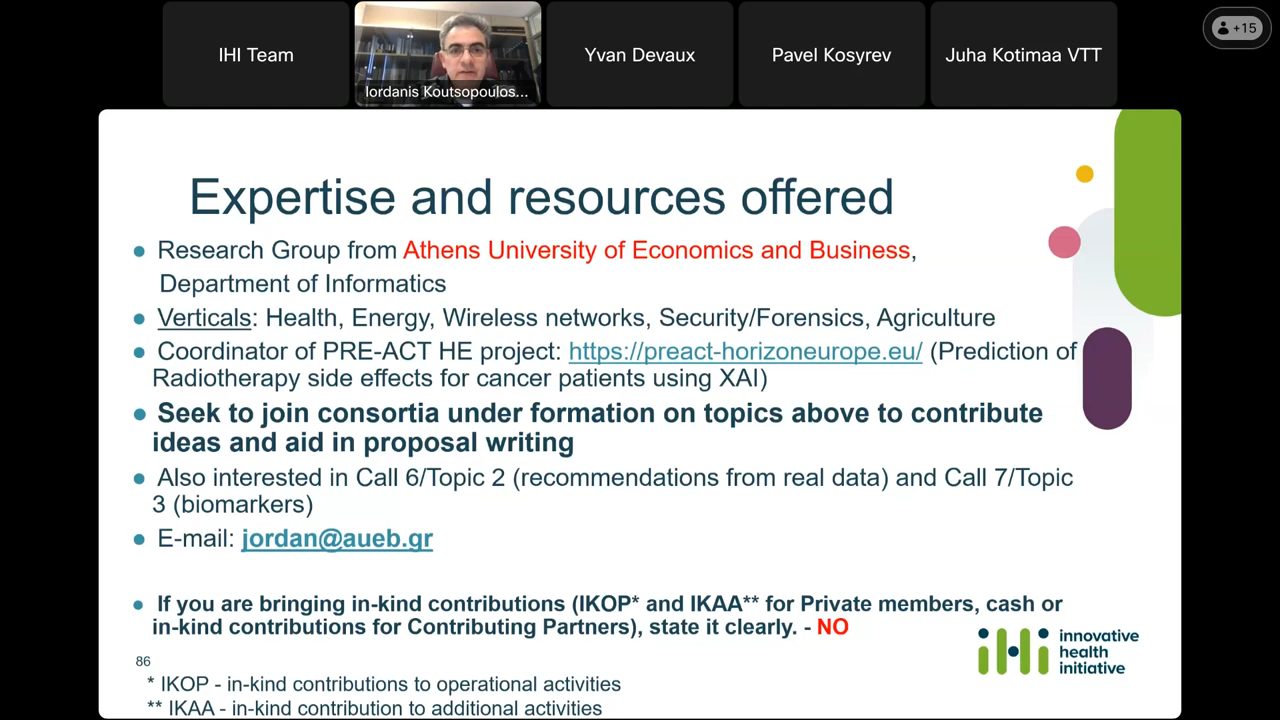 IHI Team
Iordanis Koutsopoulos...
Yvan Devaux
Pavel Kosyrev
Juha Kotimaa VTT
+15
Expertise and resources offered
Research Group from Athens University of Economics and Business,
Department of Informatics
Verticals: Health, Energy, Wireless networks, Security/Forensics, Agriculture
Coordinator of PRE-ACT HE project: https://preact-horizoneurope.eu/ (Prediction of
Radiotherapy side effects for cancer patients using XAI)
Seek to join consortia under formation on topics above to contribute
ideas and aid in proposal writing
Also interested in Call 6/Topic 2 (recommendations from real data) and Call 7/Topic
3 (biomarkers)
E-mail: jordan@aueb.gr
If you are bringing in-kind contributions (IKOP* and IKAA** for Private members, cash or
in-kind contributions for Contributing Partners), state it clearly. - NO
86
* IKOP - in-kind contributions to operational activities
** IKAA - in-kind contribution to additional activities
ihi innovative
health
initiative